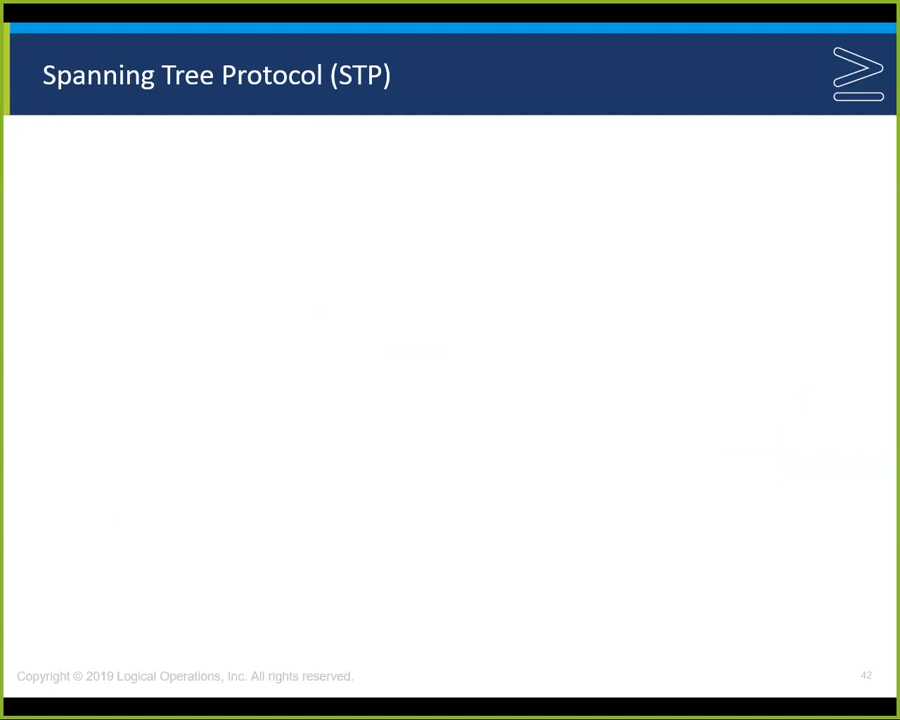 Spanning Tree Protocol (STP)
Copyright © 2019 Logical Operations, Inc. All rights reserved.
42